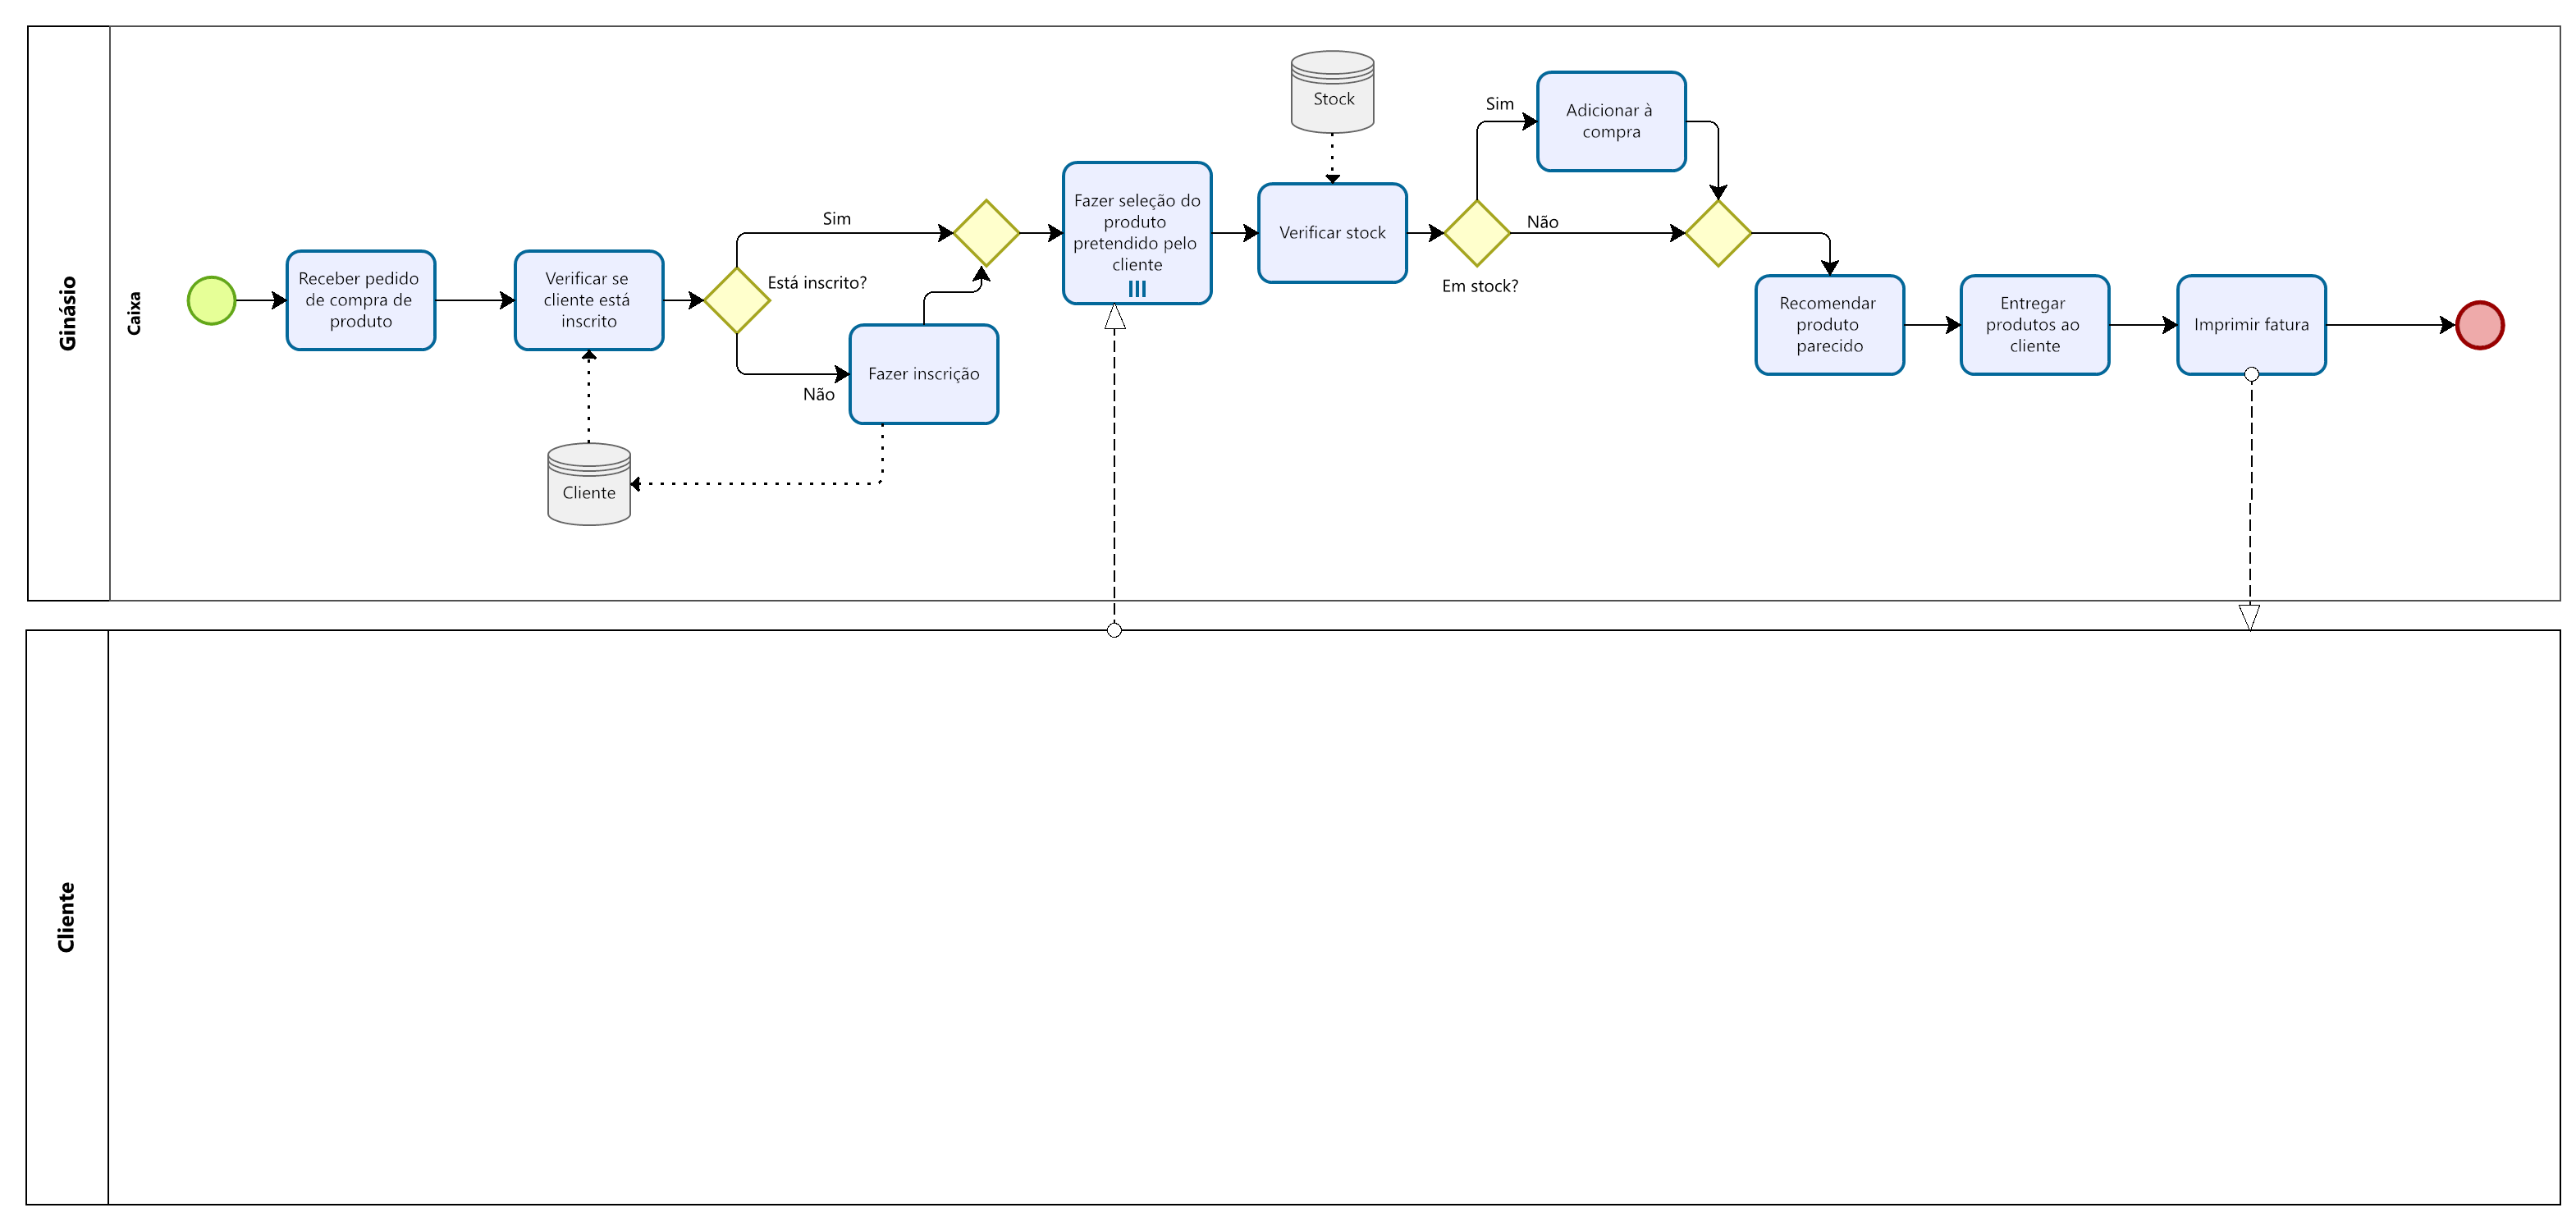 Ginásio
Caixa
Receber pedido
de compra de
produto
Verificar se
cliente está
inscrito
Cliente
Está inscrito?
Sim
Não
Fazer inscrição
Fazer seleção do
produto
pretendido pelo
cliente
Stock
Verificar stock
Em stock?
Sim
Não
Adicionar à
compra
Recomendar
produto
parecido
Entregar
produtos ao
cliente
Imprimir fatura
Cliente